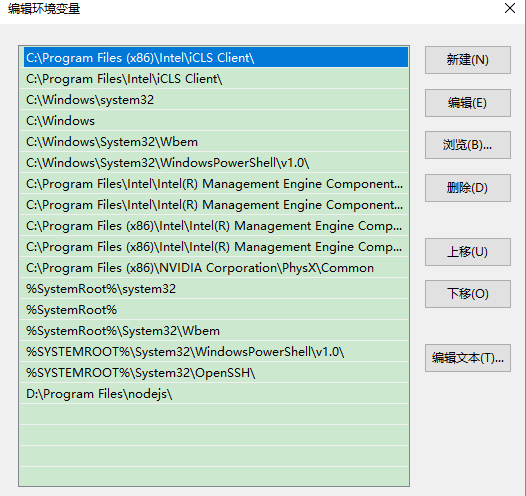 编辑环境变量
C:\Program Files (x86)\Intel\iCLS Client\
C:\Program Files\Intel\iCLS Client\
C:\Windows\system32
C:\Windows
C:\Windows\System32\Wbem
C:\Windows\System32\WindowsPowerShell\v1.0\
C:\Program Files\Intel\Intel(R) Management Engine Component...
C:\Program Files\Intel\Intel(R) Management Engine Component...
C:\Program Files (x86)\Intel\Intel(R) Management Engine Comp...
C:\Program Files (x86)\Intel\Intel(R) Management Engine Comp...
C:\Program Files (x86)\NVIDIA Corporation\PhysX\Common
%SystemRoot%\system32
%SystemRoot%
%SystemRoot%\System32\Wbem
%SYSTEMROOT%\System32\WindowsPowerShell\v1.0\
%SYSTEMROOT%\System32\OpenSSH\
D:\Program Files\nodejs\
新建(N)
编辑(E)
浏览(B)...
删除(D)
上移(U)
下移(O)
编辑文本(T)...